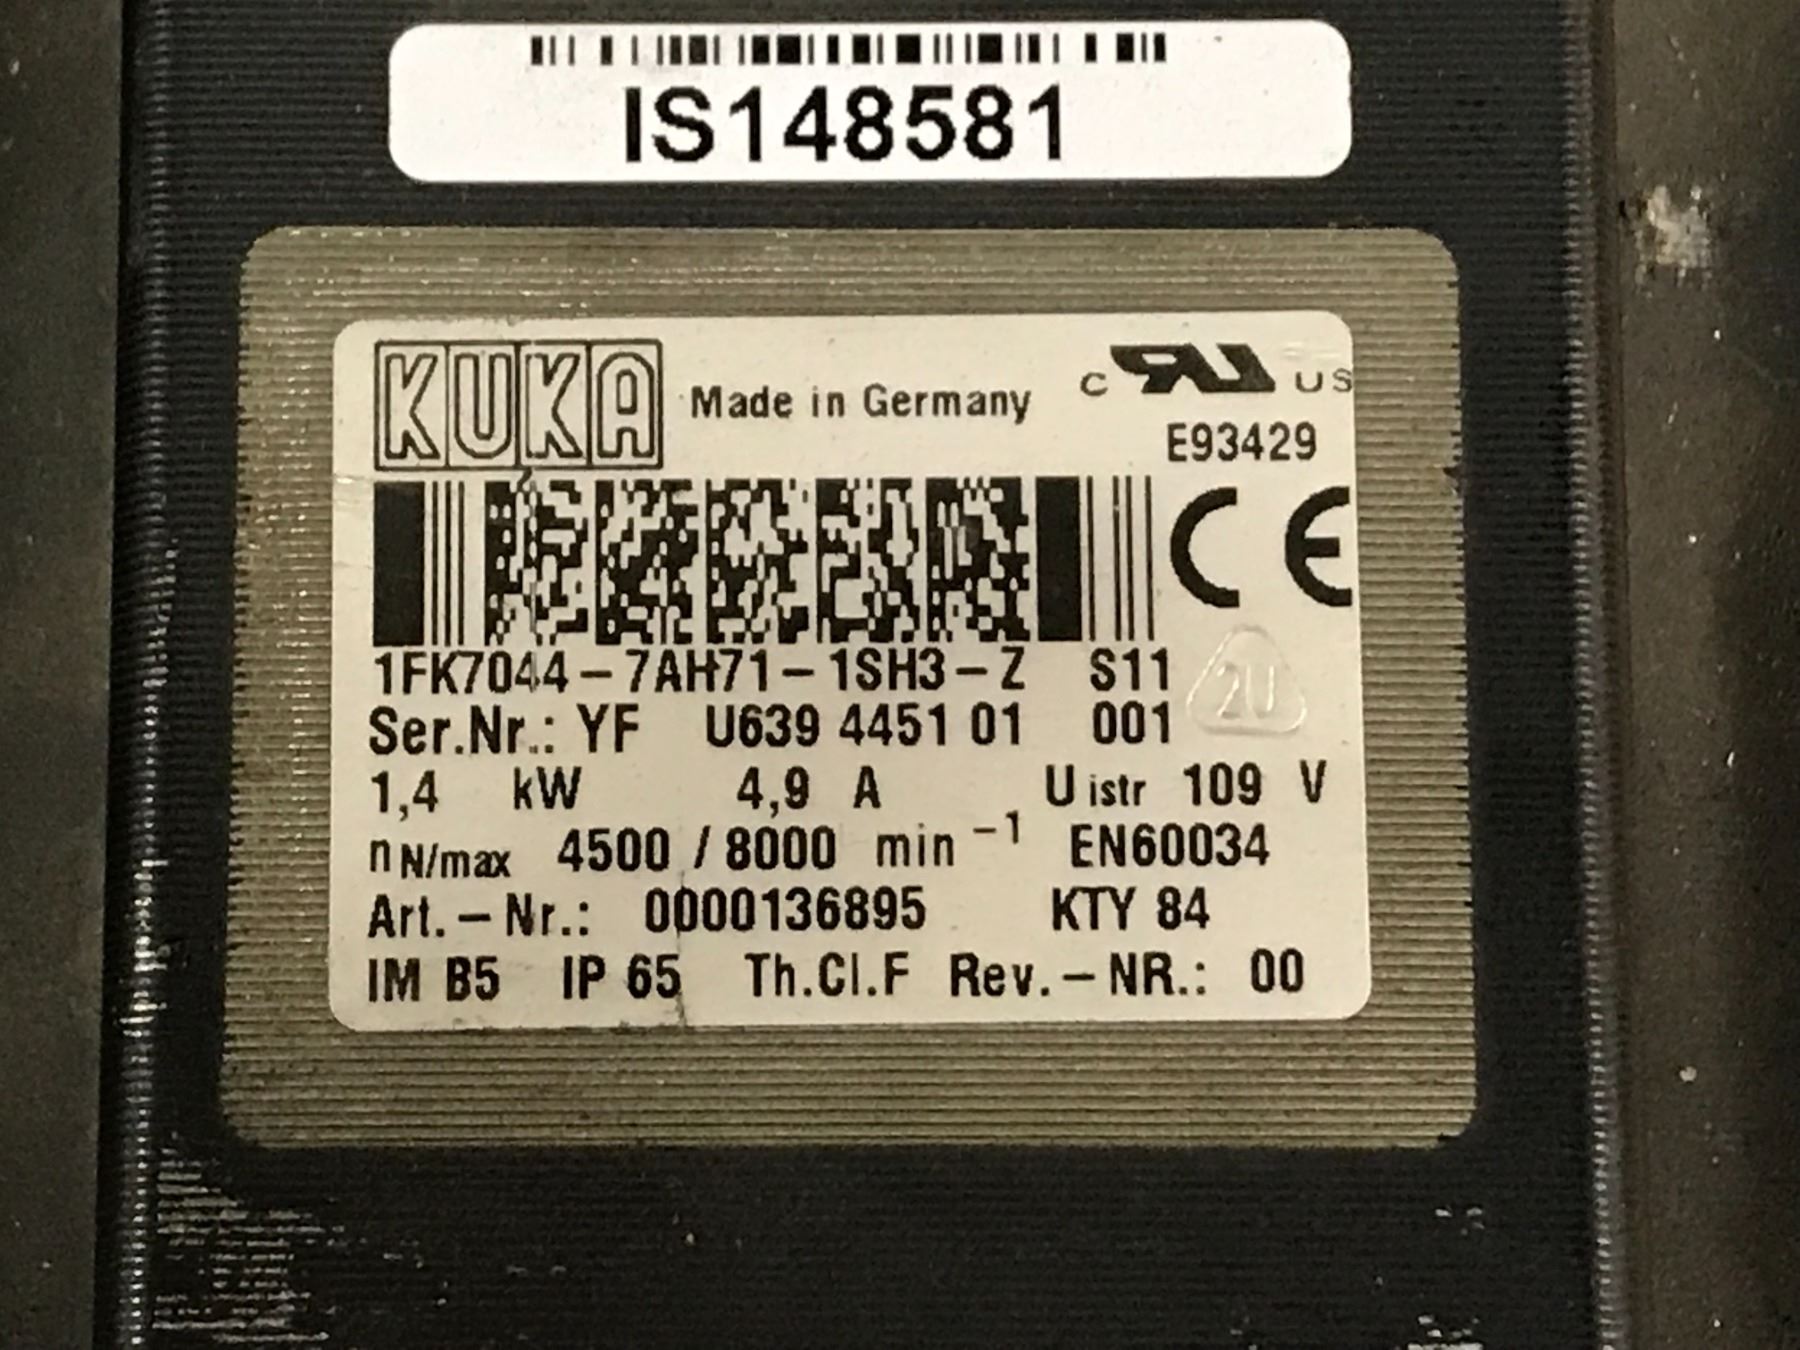 IS148581
KUKA Made in Germany c RU US
E93429
CE
1FK7044-7AH71-1SH3-Z S11
2U
Ser.Nr.: YF U639 4451 01 001
1,4 kW 4,9 A U istr 109 V
n N/max 4500 / 8000 min -1 EN60034
Art.-Nr.: 0000136895 KTY 84
IM B5 IP 65 Th.Cl.F Rev.-NR.: 00